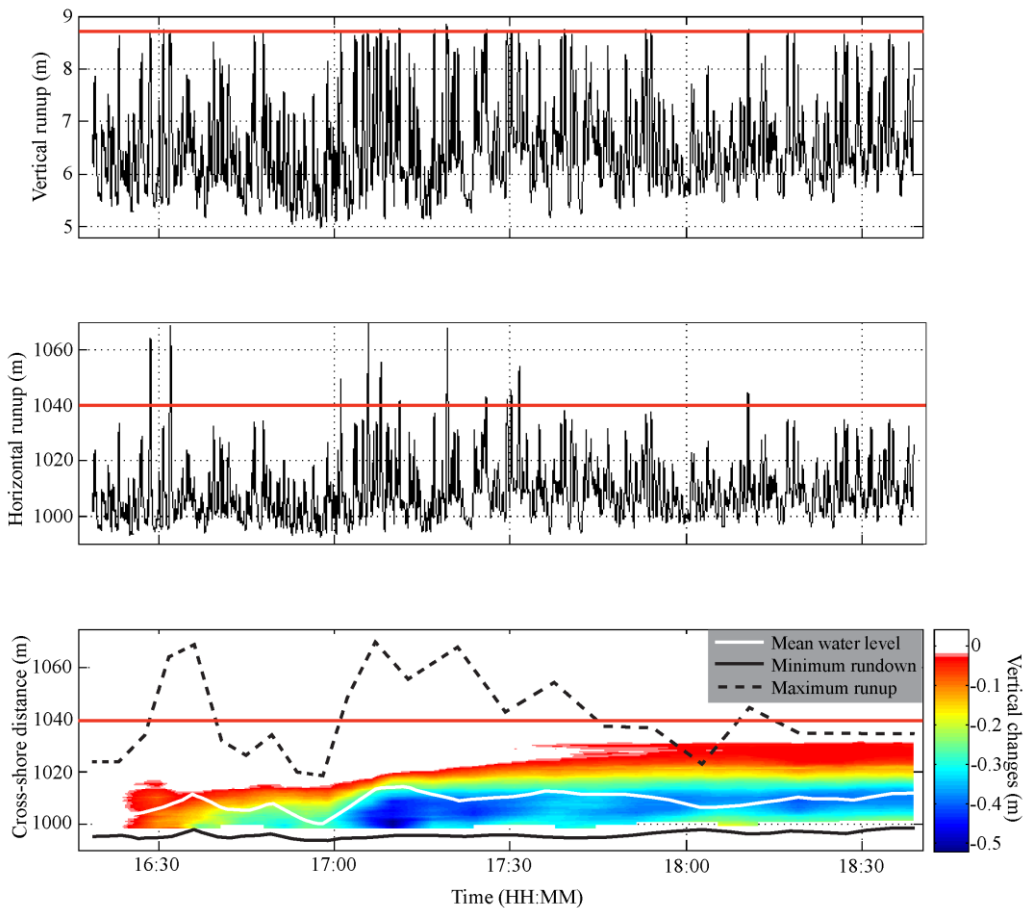 Vertical runup (m)
9
8
7
6
5
Horizontal runup (m)
1060
1040
1020
1000
Cross-shore distance (m)
1060
1040
1020
1000
Mean water level
Minimum rundown
Maximum runup
0
-0.1
-0.2
-0.3
-0.4
-0.5
Vertical changes (m)
16:30 17:00 17:30 18:00 18:30
Time (HH:MM)